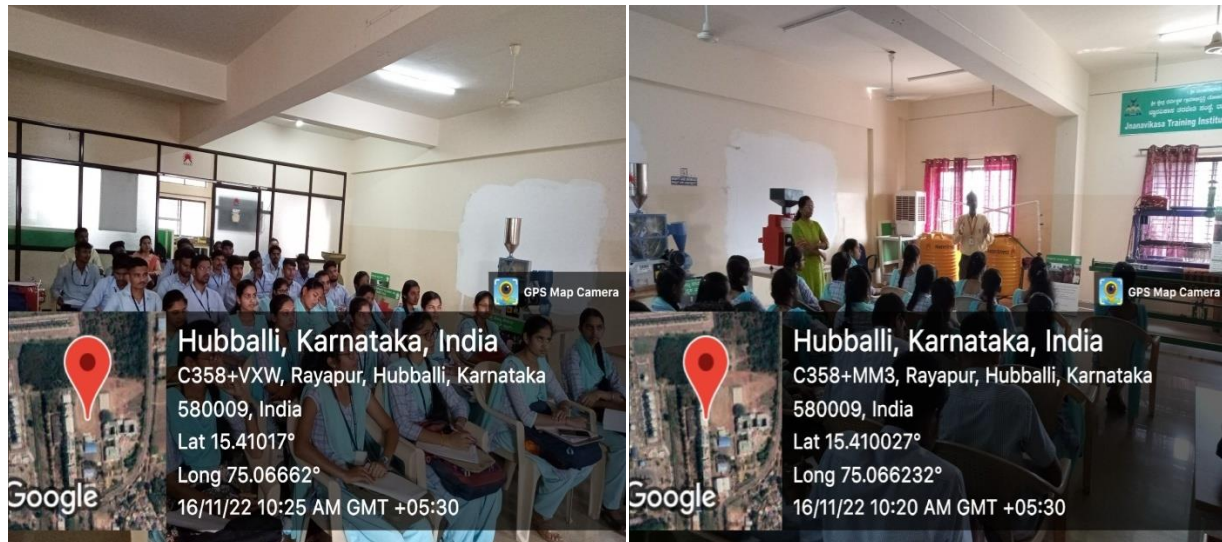 GPS Map Camera
Hubballi, Karnataka, India
C358+VXW, Rayapur, Hubballi, Karnataka
580009, India
Lat 15.41017°
Long 75.06662°
16/11/22 10:25 AM GMT +05:30
Google
Jnanavikasa Training Institu
GPS Map Camera
Hubballi, Karnataka, India
C358+MM3, Rayapur, Hubballi, Karnataka
580009, India
Lat 15.410027°
Long 75.066232°
16/11/22 10:20 AM GMT +05:30
Google